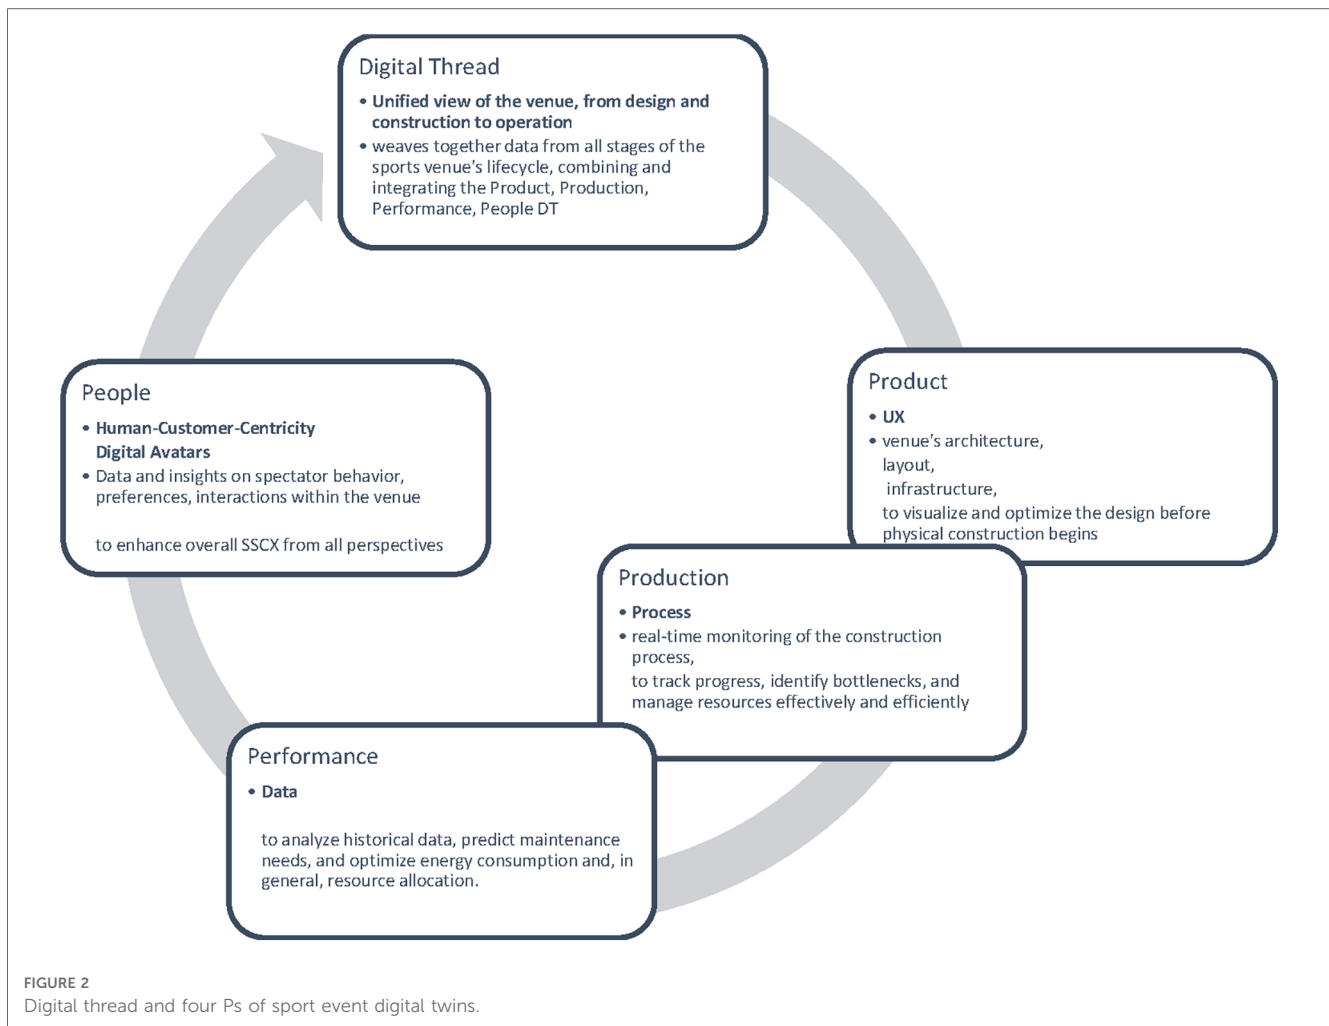 Digital Thread
• Unified view of the venue, from design and
construction to operation
• weaves together data from all stages of the
sports venue's lifecycle, combining and
integrating the Product, Production,
Performance, People DT
Product
• UX
• venue's architecture,
layout,
infrastructure,
to visualize and optimize the design before
physical construction begins
Production
• Process
• real-time monitoring of the construction
process,
to track progress, identify bottlenecks, and
manage resources effectively and efficiently
Performance
• Data
to analyze historical data, predict maintenance
needs, and optimize energy consumption and, in
general, resource allocation.
People
• Human-Customer-Centricity
Digital Avatars
• Data and insights on spectator behavior,
preferences, interactions within the venue
to enhance overall SSCX from all perspectives
FIGURE 2
Digital thread and four Ps of sport event digital twins.